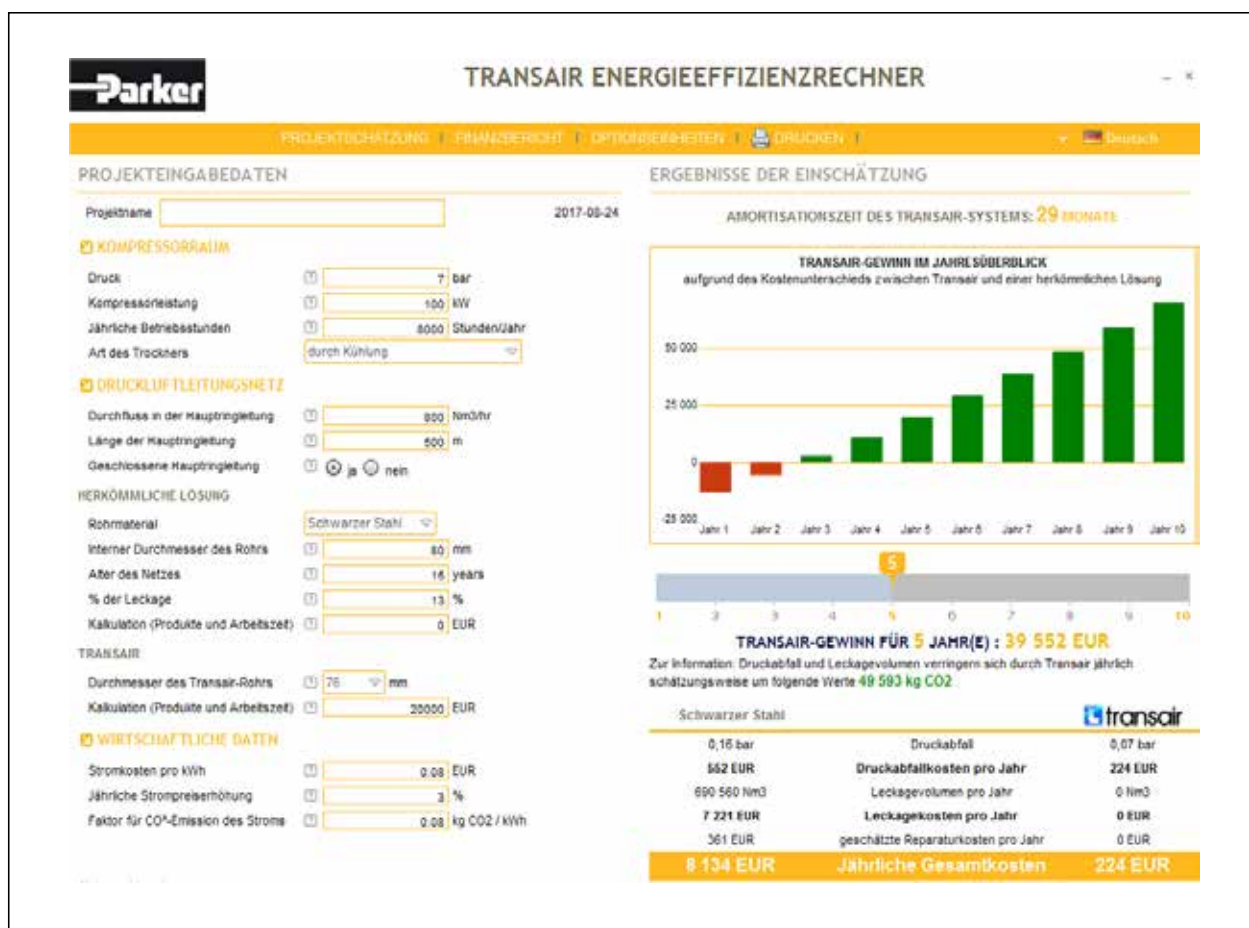 Parker
TRANSAIR ENERGIEEFFIZIENZRECHNER
PROJEKTSCHÄTZUNG | FINANZBERICHT | OPTIONSEINHEITEN | DRUCKEN |
Deutsch
PROJEKTEINGABEDATEN
Projektname 2017-08-24
KOMPRESSORRAUM
Druck 7 bar
Kompressorleistung 100 kW
Jährliche Betriebsstunden 8000 Stunden/Jahr
Art des Trockners durch Kühlung
DRUCKLUFTLEITUNGSNETZ
Durchfluss in der Hauptringleitung 800 Nm3/hr
Länge der Hauptringleitung 500 m
Geschlossene Hauptringleitung ja nein
HERKÖMMLICHE LÖSUNG
Rohrmaterial Schwarzer Stahl
Interner Durchmesser des Rohrs 80 mm
Alter des Netzes years
% der Leckage 13 %
Kalkulation (Produkte und Arbeitszeit) 0 EUR
TRANSAIR
Durchmesser des Transair-Rohrs 76 mm
Kalkulation (Produkte und Arbeitszeit) 20000 EUR
WIRTSCHAFTLICHE DATEN
Stromkosten pro kWh 0.08 EUR
Jährliche Strompreiserhöhung 3 %
Faktor für CO²-Emission des Stroms 0.08 kg CO2 / kWh
ERGEBNISSE DER EINSCHÄTZUNG
AMORTISATIONSZEIT DES TRANSAIR-SYSTEMS: 29 MONATE
TRANSAIR-GEWINN IM JAHRESÜBERBLICK
aufgrund des Kostenunterschieds zwischen Transair und einer herkömmlichen Lösung
50 000
25 000
0
-25 000
Jahr 1 Jahr 2 Jahr 3 Jahr 4 Jahr 5 Jahr 6 Jahr 7 Jahr 8 Jahr 9 Jahr 10
5
1 2 3 4 5 6 7 8 9 10
TRANSAIR-GEWINN FÜR 5 JAHR(E) : 39 552 EUR
Zur Information: Druckabfall und Leckagevolumen verringern sich durch Transair jährlich
schätzungsweise um folgende Werte 49 593 kg CO2
Schwarzer Stahl transair
0,16 bar Druckabfall 0,07 bar
552 EUR Druckabfallkosten pro Jahr 224 EUR
690 560 Nm3 Leckagevolumen pro Jahr 0 Nm3
7 221 EUR Leckagekosten pro Jahr 0 EUR
361 EUR geschätzte Reparaturkosten pro Jahr 0 EUR
8 134 EUR Jährliche Gesamtkosten 224 EUR